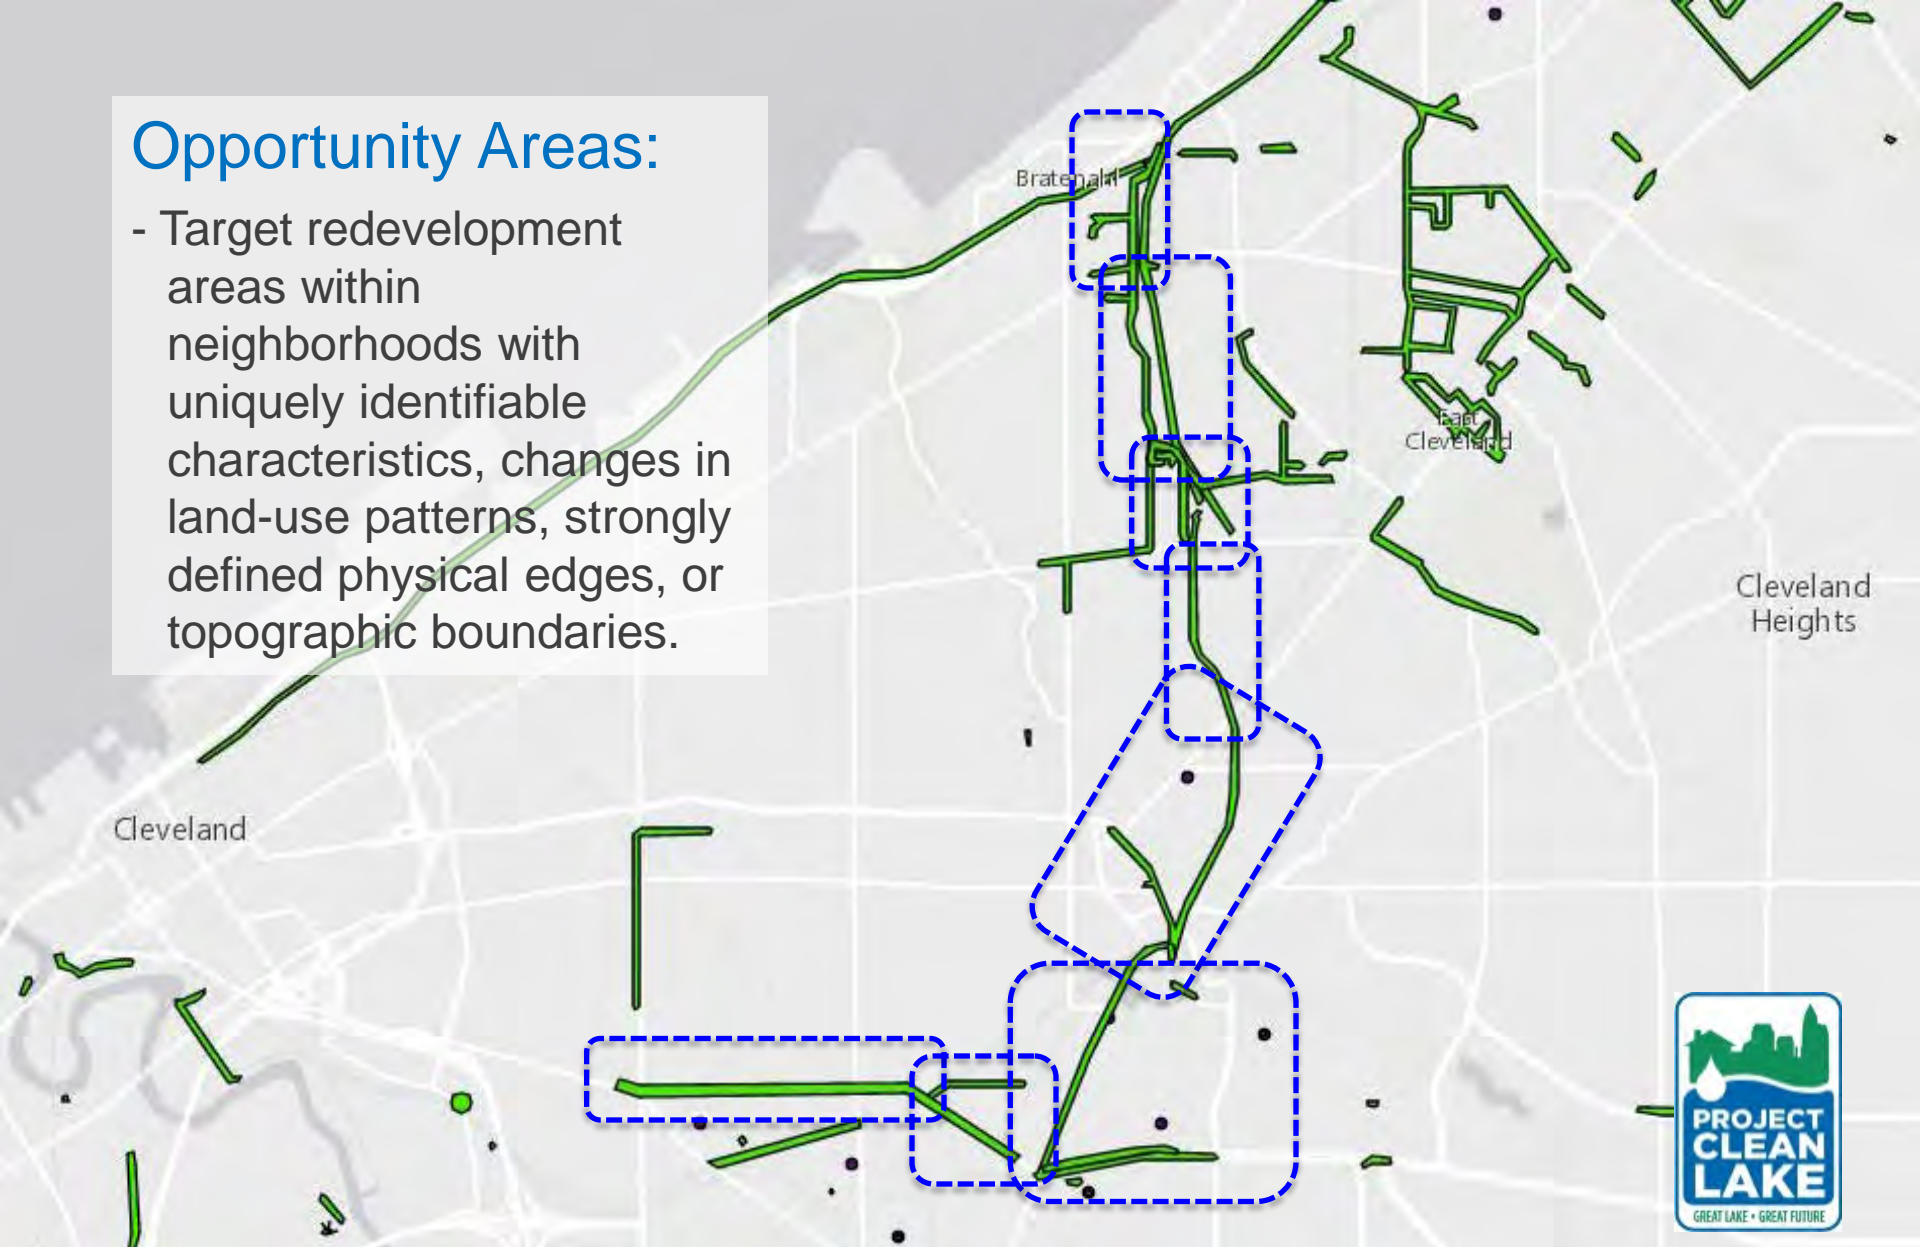 Opportunity Areas:
- Target redevelopment
areas within
neighborhoods with
uniquely identifiable
characteristics, changes in
land-use patterns, strongly
defined physical edges, or
topographic boundaries.
Bratenahl
East
Cleveland
Cleveland
Heights
Cleveland
PROJECT
CLEAN
LAKE
GREAT LAKE • GREAT FUTURE